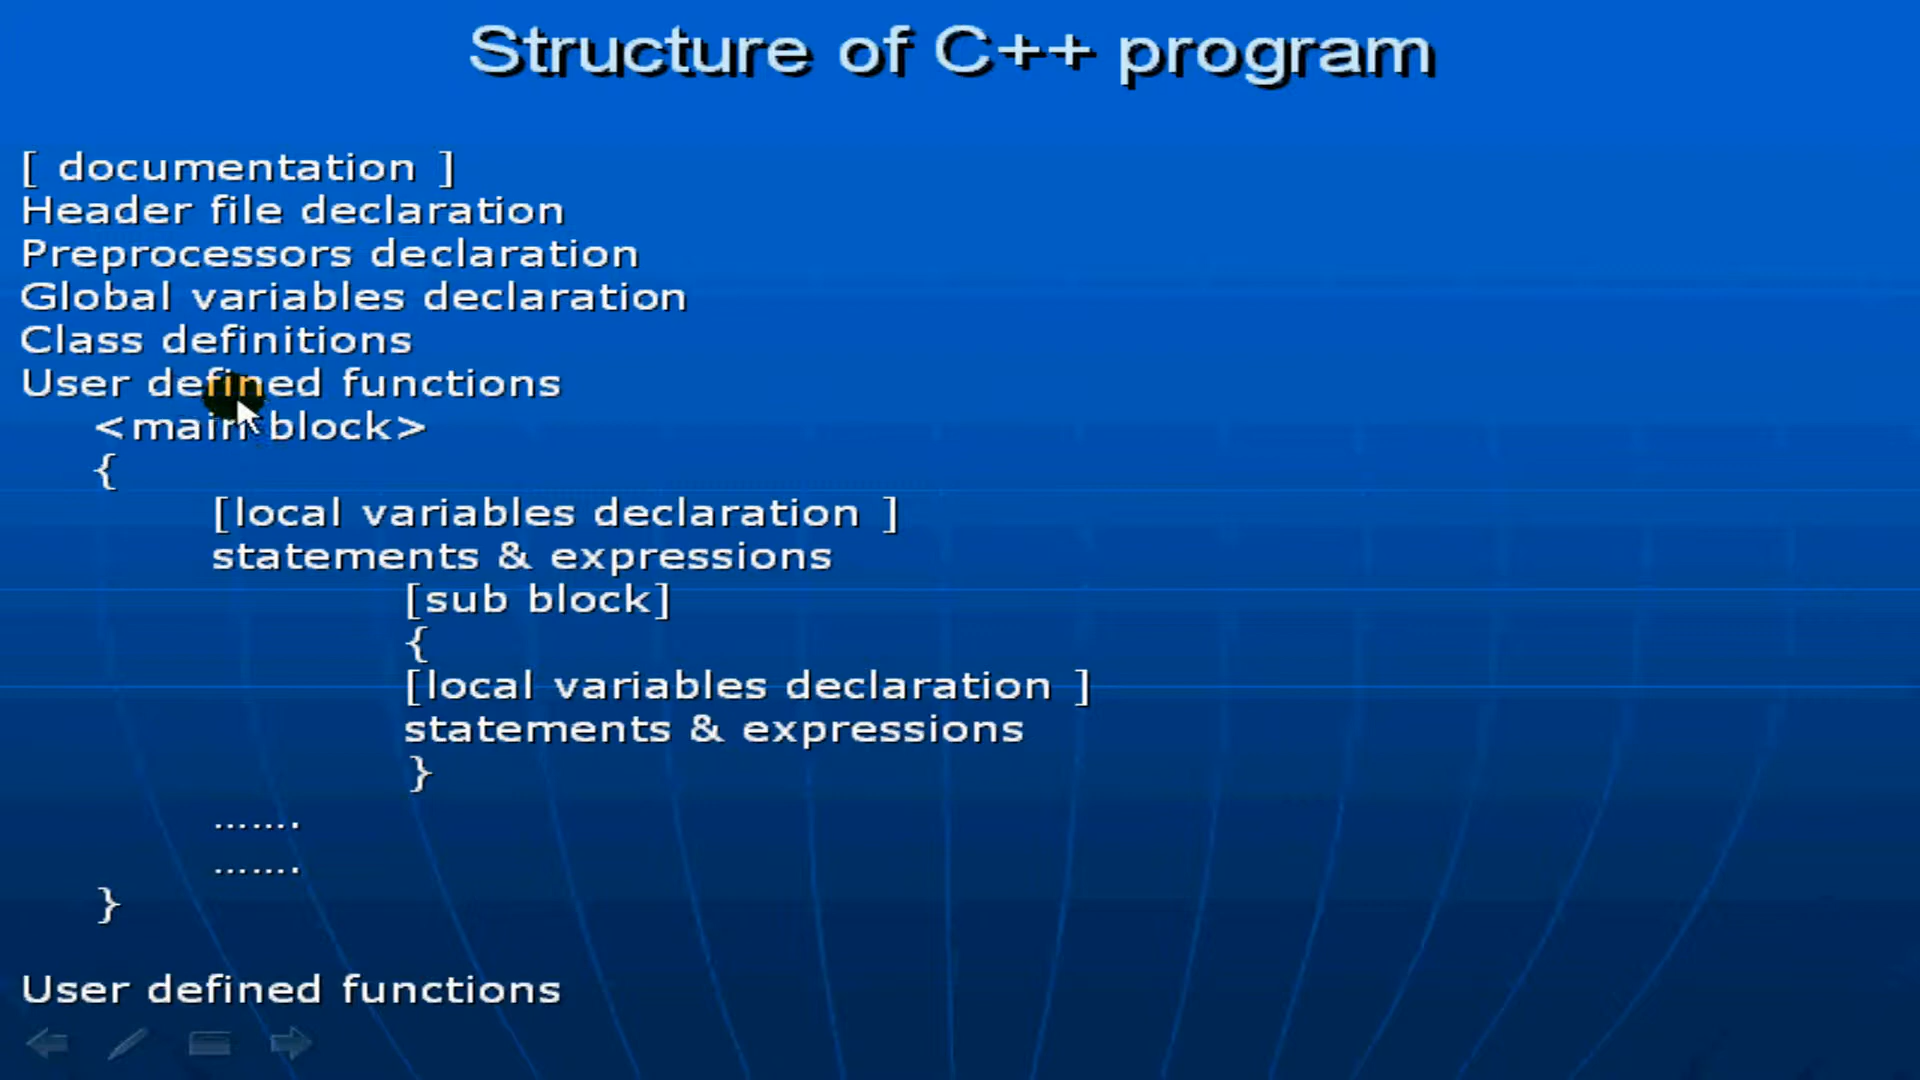 Structure of C++ program
[ documentation ]
Header file declaration
Preprocessors declaration
Global variables declaration
Class definitions
User defined functions
<main block>
{
[local variables declaration ]
statements & expressions
[sub block]
{
[local variables declaration ]
statements & expressions
}
…….
…….
}
User defined functions